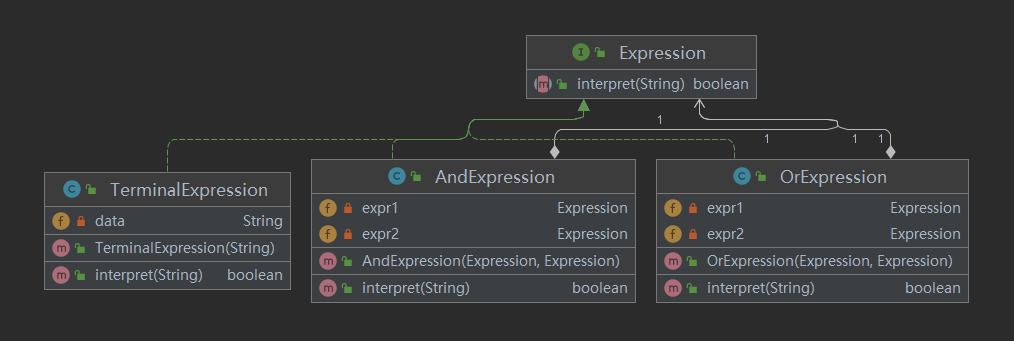 Expression
interpret(String) boolean
1
1 1 1
TerminalExpression
data String
TerminalExpression(String)
interpret(String) boolean
AndExpression
expr1 Expression
expr2 Expression
AndExpression(Expression, Expression)
interpret(String) boolean
OrExpression
expr1 Expression
expr2 Expression
OrExpression(Expression, Expression)
interpret(String) boolean